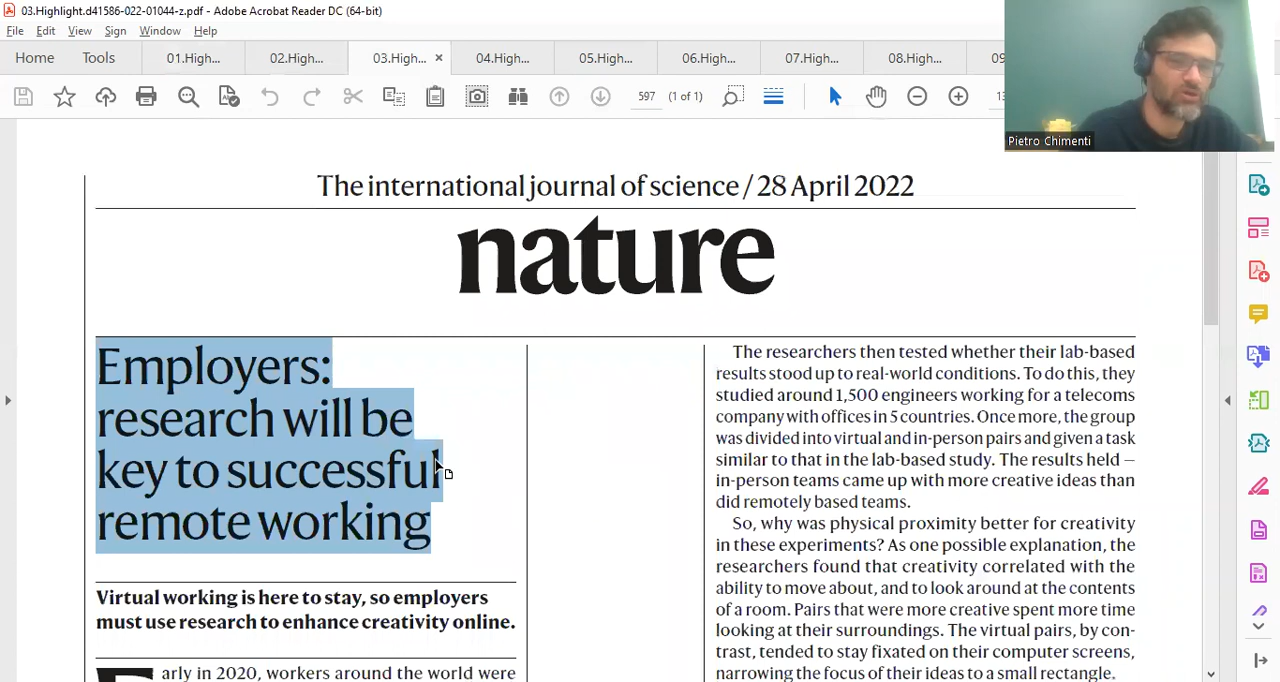 03.Highlight.d41586-022-01044-z.pdf - Adobe Acrobat Reader DC (64-bit)
File Edit View Sign Window Help
Home Tools 01.High... 02.High... 03.High... × 04.High... 05.High... 06.High... 07.High... 08.High...
597 (1 of 1)
Pietro Chimenti
The international journal of science / 28 April 2022
nature
Employers:
research will be
key to successful
remote working
Virtual working is here to stay, so employers
must use research to enhance creativity online.
Early in 2020, workers around the world were
The researchers then tested whether their lab-based
results stood up to real-world conditions. To do this, they
studied around 1,500 engineers working for a telecoms
company with offices in 5 countries. Once more, the group
was divided into virtual and in-person pairs and given a task
similar to that in the lab-based study. The results held —
in-person teams came up with more creative ideas than
did remotely based teams.
So, why was physical proximity better for creativity
in these experiments? As one possible explanation, the
researchers found that creativity correlated with the
ability to move about, and to look around at the contents
of a room. Pairs that were more creative spent more time
looking at their surroundings. The virtual pairs, by con-
trast, tended to stay fixated on their computer screens,
narrowing the focus of their ideas to a small rectangle.